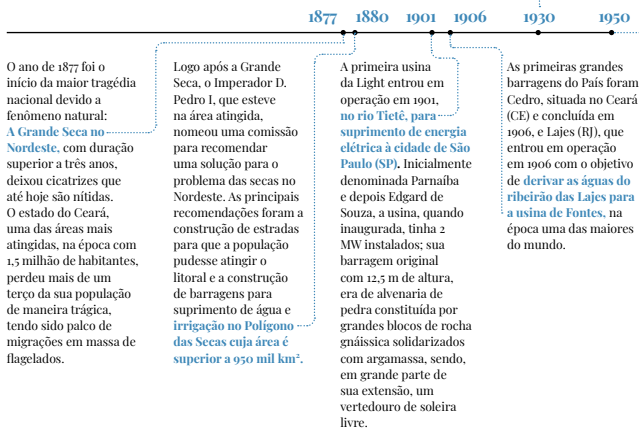 1877 1880 1901 1906 1930 1950
O ano de 1877 foi o
início da maior tragédia
nacional devido a
fenômeno natural:
A Grande Seca no
Nordeste, com duração
superior a três anos,
deixou cicatrizes que
até hoje são nítidas.
O estado do Ceará,
uma das áreas mais
atingidas, na época com
1,5 milhão de habitantes,
perdeu mais de um
terço da sua população
de maneira trágica,
tendo sido palco de
migrações em massa de
flagelados.
Logo após a Grande
Seca, o Imperador D.
Pedro I, que esteve
na área atingida,
nomeou uma comissão
para recomendar
uma solução para o
problema das secas no
Nordeste. As principais
recomendações foram a
construção de estradas
para que a população
pudesse atingir o
litoral e a construção
de barragens para
suprimento de água e
irrigação no Polígono
das Secas cuja área é
superior a 950 mil km².
A primeira usina
da Light entrou em
operação em 1901,
no rio Tietê, para
suprimento de energia
elétrica à cidade de São
Paulo (SP). Inicialmente
denominada Parnaíba
e depois Edgard de
Souza, a usina, quando
inaugurada, tinha 2
MW instalados; sua
barragem original
com 12,5 m de altura,
era de alvenaria de
pedra constituída por
grandes blocos de rocha
gnáissica solidarizados
com argamassa, sendo,
em grande parte de
sua extensão, um
vertedouro de soleira
livre.
As primeiras grandes
barragens do País foram
Cedro, situada no Ceará
(CE) e concluída em
1906, e Lajes (RJ), que
entrou em operação
em 1906 com o objetivo
de derivar as águas do
ribeirão das Lajes para
a usina de Fontes, na
época uma das maiores
do mundo.